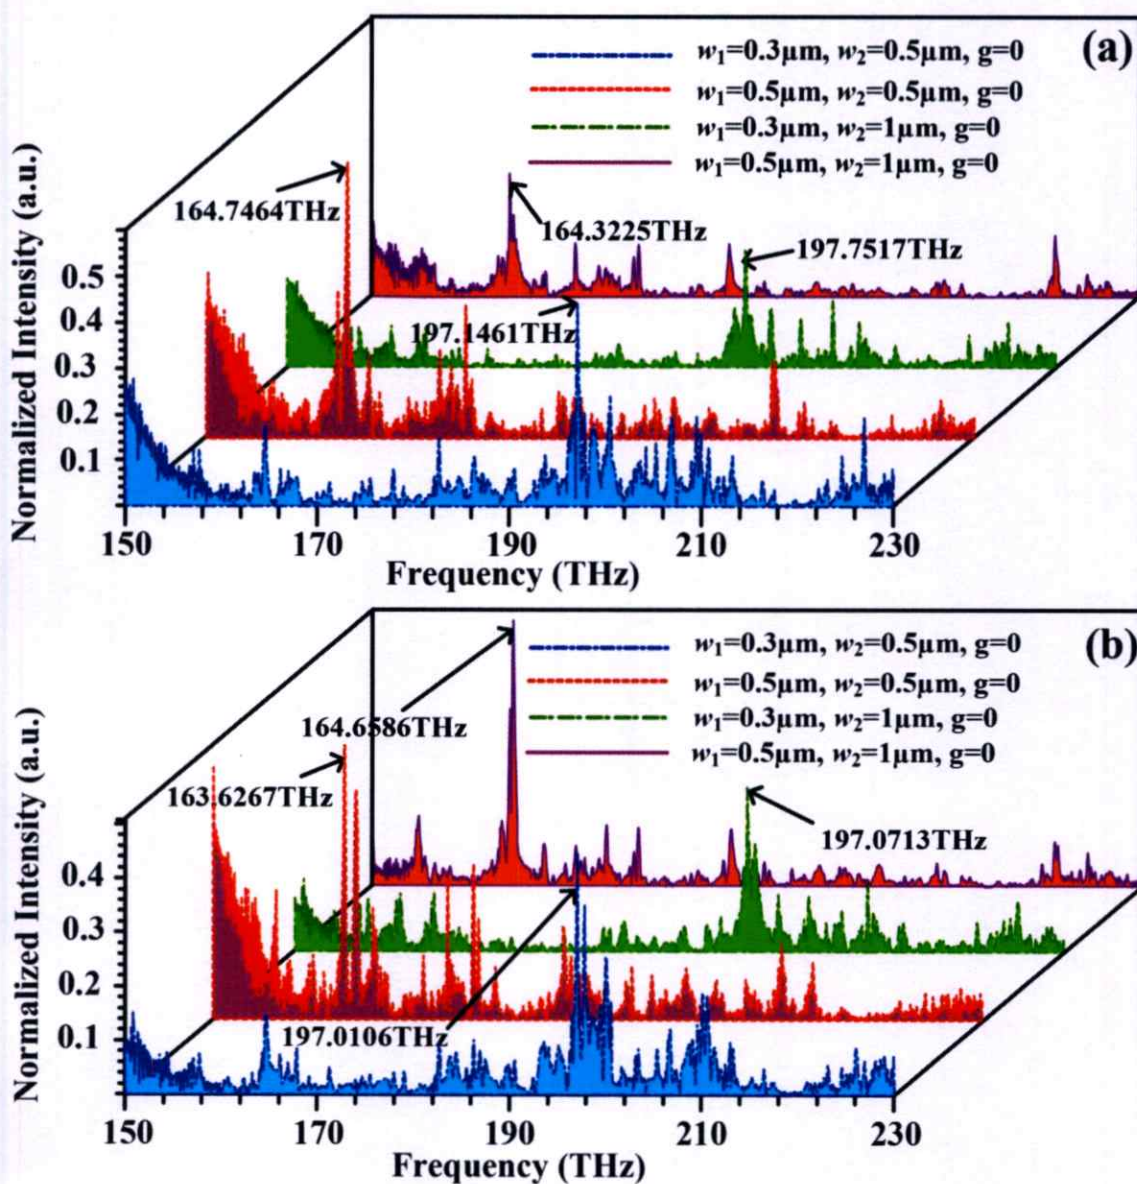 (a)
w₁=0.3μm, w₂=0.5μm, g=0
w₁=0.5μm, w₂=0.5μm, g=0
w₁=0.3μm, w₂=1μm, g=0
w₁=0.5μm, w₂=1μm, g=0
164.7464THz
164.3225THz
197.7517THz
197.1461THz
Normalized Intensity (a.u.)
0.5
0.4
0.3
0.2
0.1
150 170 190 210 230
Frequency (THz)
(b)
w₁=0.3μm, w₂=0.5μm, g=0
w₁=0.5μm, w₂=0.5μm, g=0
w₁=0.3μm, w₂=1μm, g=0
w₁=0.5μm, w₂=1μm, g=0
164.6586THz
163.6267THz
197.0713THz
197.0106THz
Normalized Intensity (a.u.)
0.4
0.3
0.2
0.1
150 170 190 210 230
Frequency (THz)